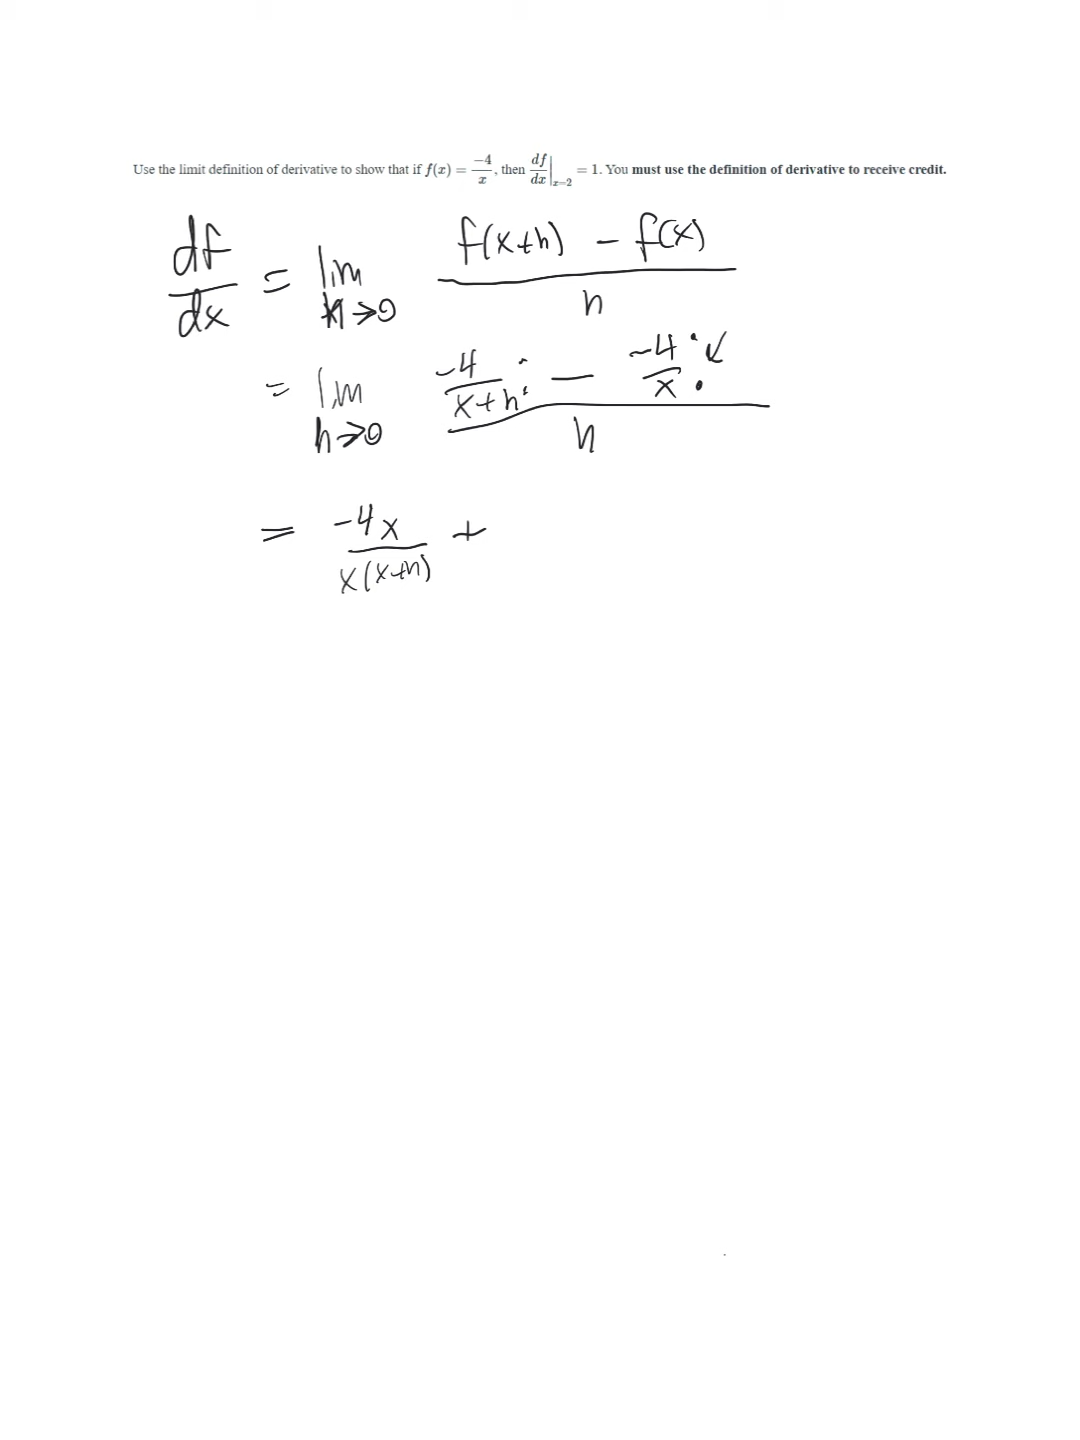 Use the limit definition of derivative to show that if f(x) = -4/x, then df/dx|x=2 = 1. You must use the definition of derivative to receive credit.
df/dx = lim h→0 (f(x+h) - f(x))/h
= lim h→0 (-4/(x+h) - -4/x)/h
= -4x/(x(x+h)) +